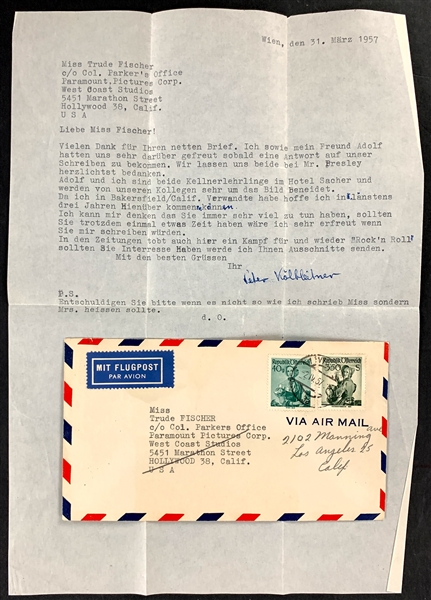 Wien, den 31. März 1957
Miss Trude Fischer
c/o Col. Parker's Office
Paramount Pictures Corp.
West Coast Studios
5451 Marathon Street
Hollywood 38, Calif.
U S A
Liebe Miss Fischer!
Vielen Dank für Ihren netten Brief. Ich sowie mein Freund Adolf
hatten uns sehr darüber gefreut sobald eine Antwort auf unser
Schreiben zu bekommen. Wir lassen uns beide bei Mr. Presley
herzlichst bedanken.
Adolf und ich sind beide Kellnerlehrlinge im Hotel Sacher und
werden von unseren Kollegen sehr um das Bild Beneidet.
Da ich in Bakersfield/Calif. Verwandte habe hoffe ich in längstens
drei Jahren Hienüber kommen können
Ich kann mir denken das Sie immer sehr viel zu tun haben, sollten
Sie trotzdem einmal etwas Zeit haben wäre ich sehr erfreut wenn
Sie mir schreiben würden.
In den Zeitungen tobt auch hier ein Kampf für und wieder "Rock'n Roll"
sollten Sie Interesse Haben werde ich Ihnen Ausschnitte senden.
Mit den besten Grüssen
Ihr
Peter
P.S.
Entschuldigen Sie bitte wenn es nicht so wie ich schrieb Miss sondern
Mrs. heissen sollte.
d. O.
MIT FLUGPOST
PAR AVION
40g
Republik Österreich
3.50 S
Republik Österreich
VIA AIR MAIL
Miss
Trude FISCHER
c/o Col. Parkers Office
Paramount Pictures Corp.
West Coast Studios
5451 Marathon Street
HOLLYWOOD 38, Calif.
U S A
2102 Manning ave
Los Angeles 25
Calif